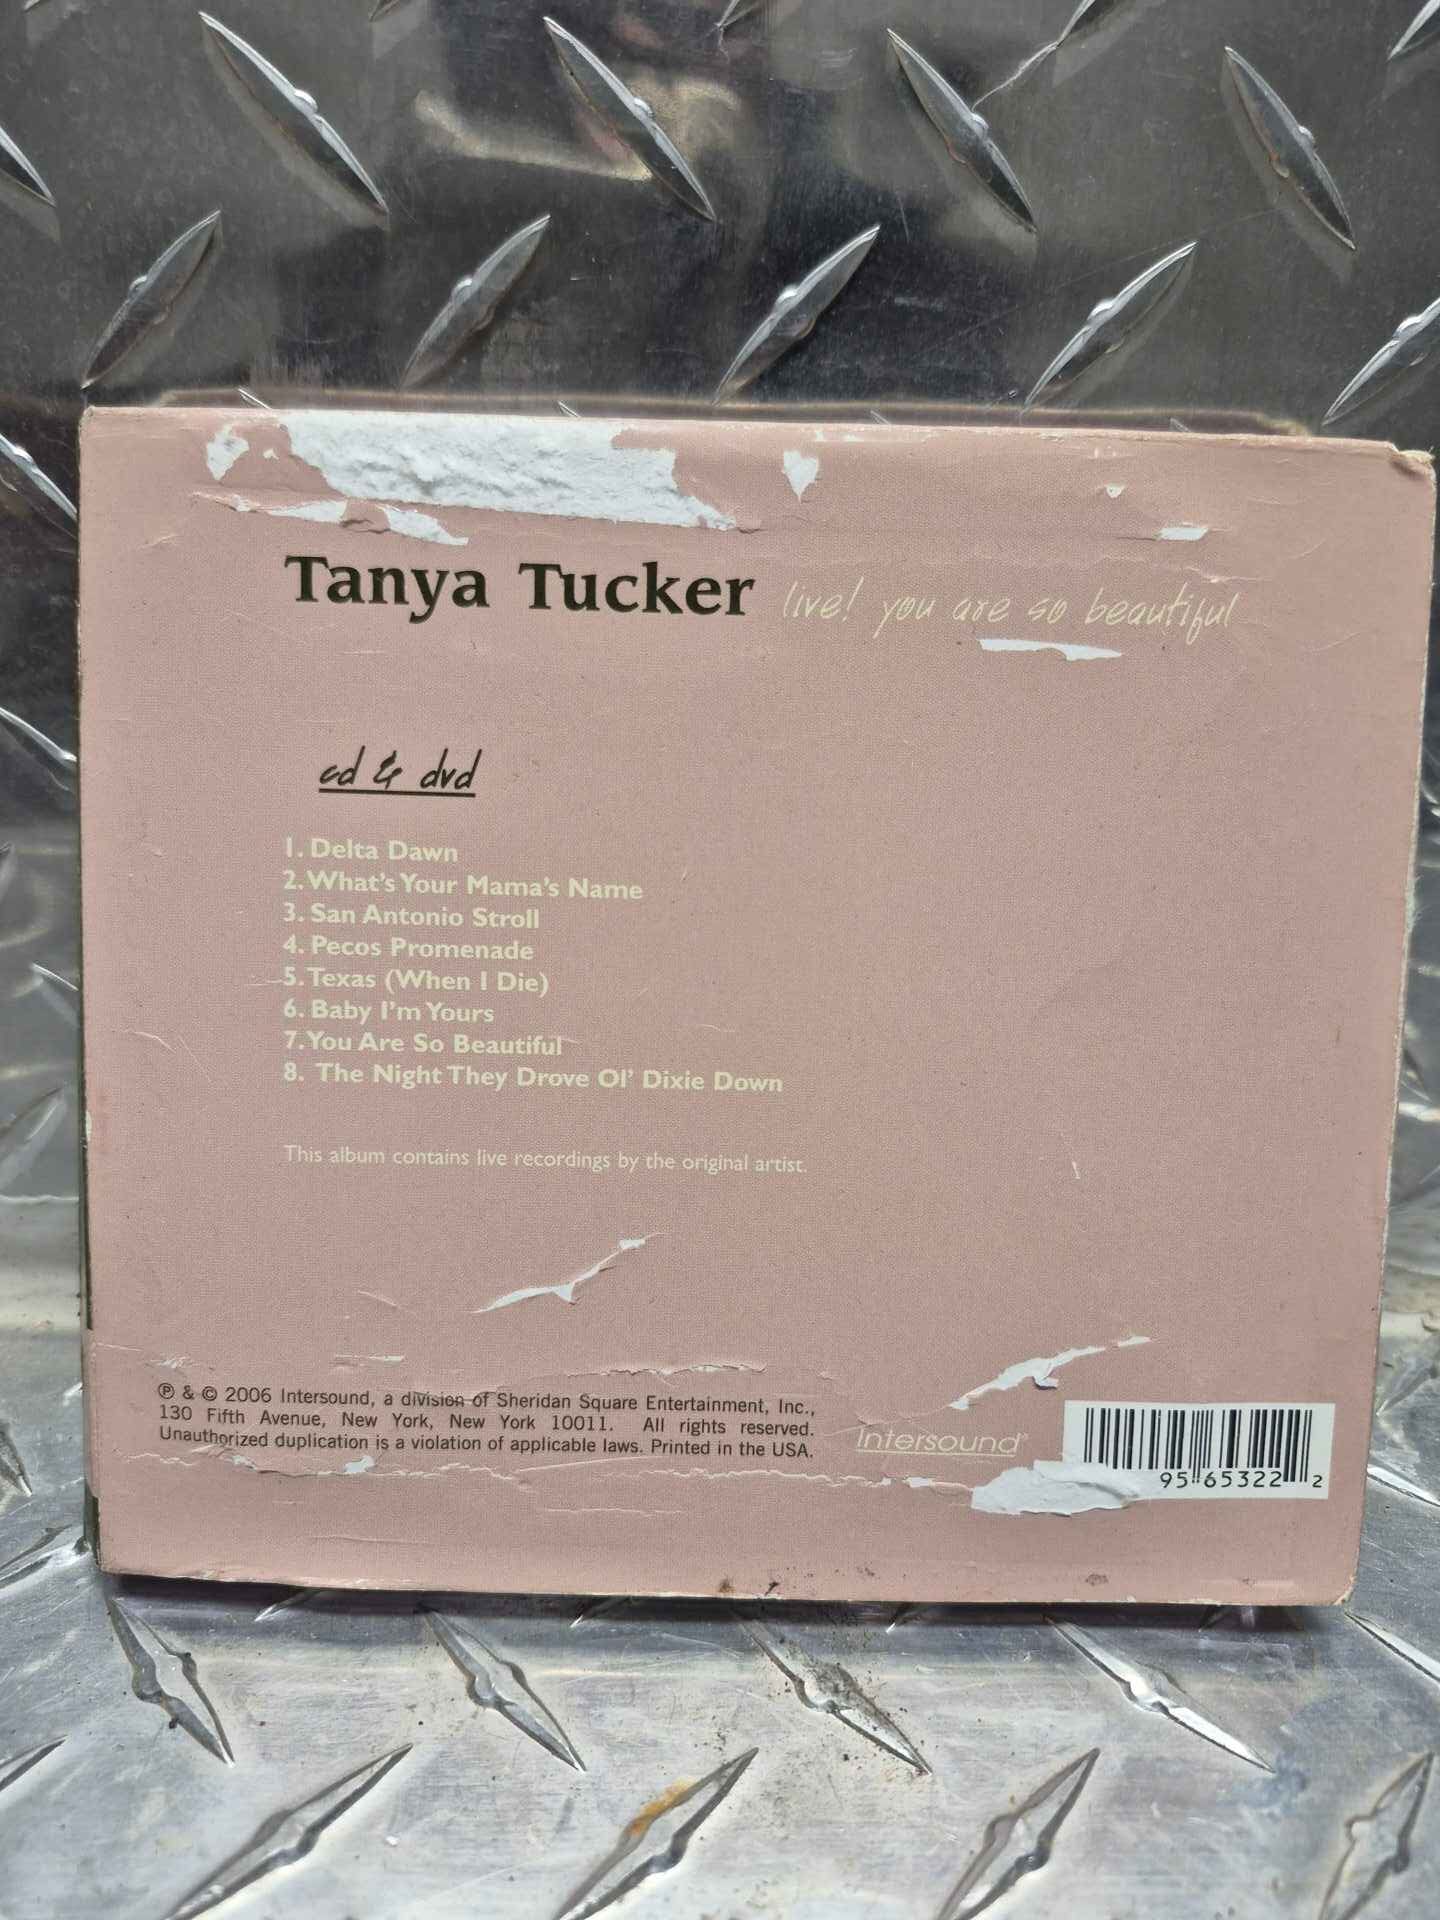 Tanya Tucker live! you are so beautiful
cd & dvd
1. Delta Dawn
2. What's Your Mama's Name
3. San Antonio Stroll
4. Pecos Promenade
5. Texas (When I Die)
6. Baby I'm Yours
7. You Are So Beautiful
8. The Night They Drove Ol' Dixie Down
This album contains live recordings by the original artist.
℗ & © 2006 Intersound, a division of Sheridan Square Entertainment, Inc.,
130 Fifth Avenue, New York, New York 10011. All rights reserved.
Unauthorized duplication is a violation of applicable laws. Printed in the USA.
Intersound®
95 65322 2